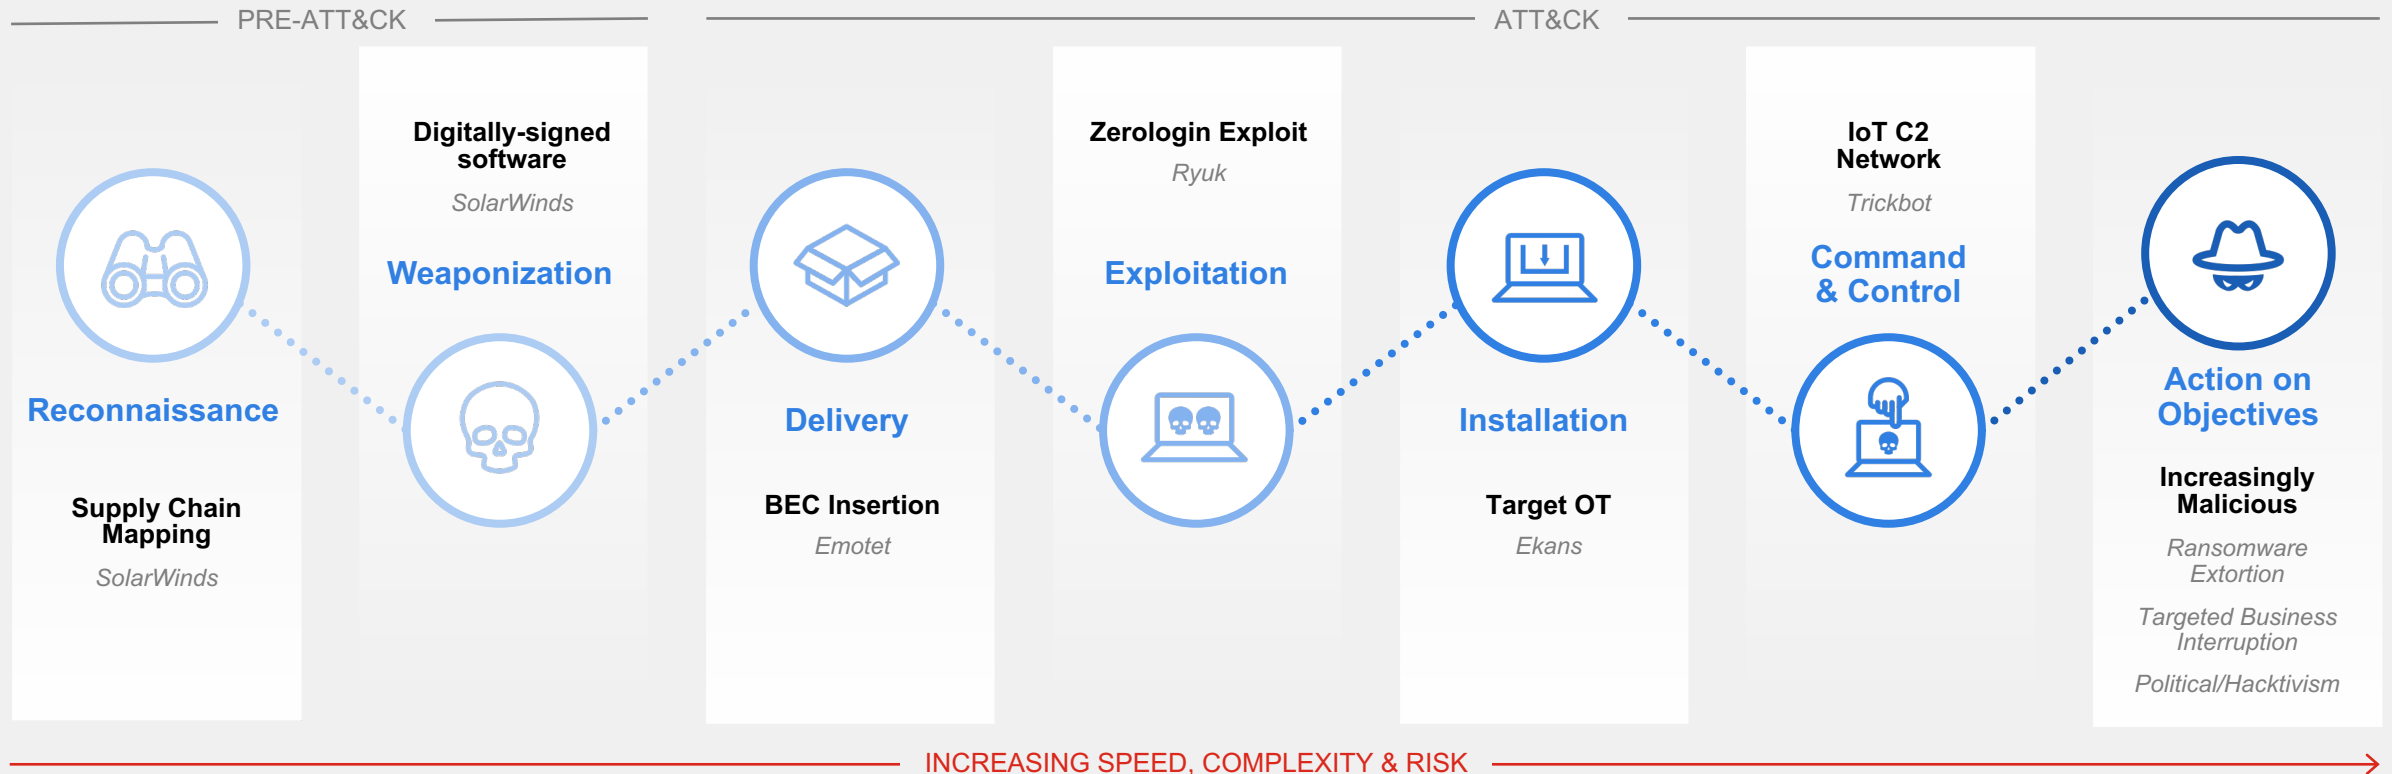 PRE-ATT&CK
ATT&CK
Reconnaissance
Supply Chain
Mapping
SolarWinds
Digitally-signed
software
SolarWinds
Weaponization
Delivery
BEC Insertion
Emotet
Zerologin Exploit
Ryuk
Exploitation
Installation
Target OT
Ekans
IoT C2
Network
Trickbot
Command
& Control
Action on
Objectives
Increasingly
Malicious
Ransomware
Extortion
Targeted Business
Interruption
Political/Hacktivism
INCREASING SPEED, COMPLEXITY & RISK